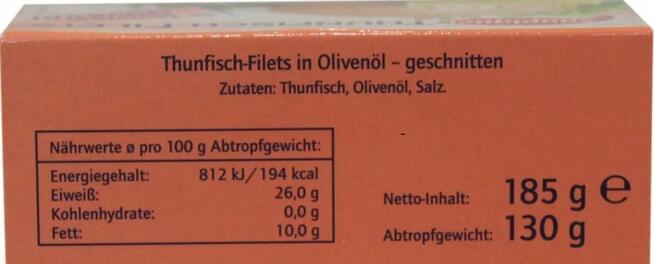 Thunfisch-Filets in Olivenöl – geschnitten
Zutaten: Thunfisch, Olivenöl, Salz.
Nährwerte ø pro 100 g Abtropfgewicht:
Energiegehalt: 812 kJ/194 kcal
Eiweiß: 26,0 g
Kohlenhydrate: 0,0 g
Fett: 10,0 g
Netto-Inhalt: 185 g ℮
Abtropfgewicht: 130 g